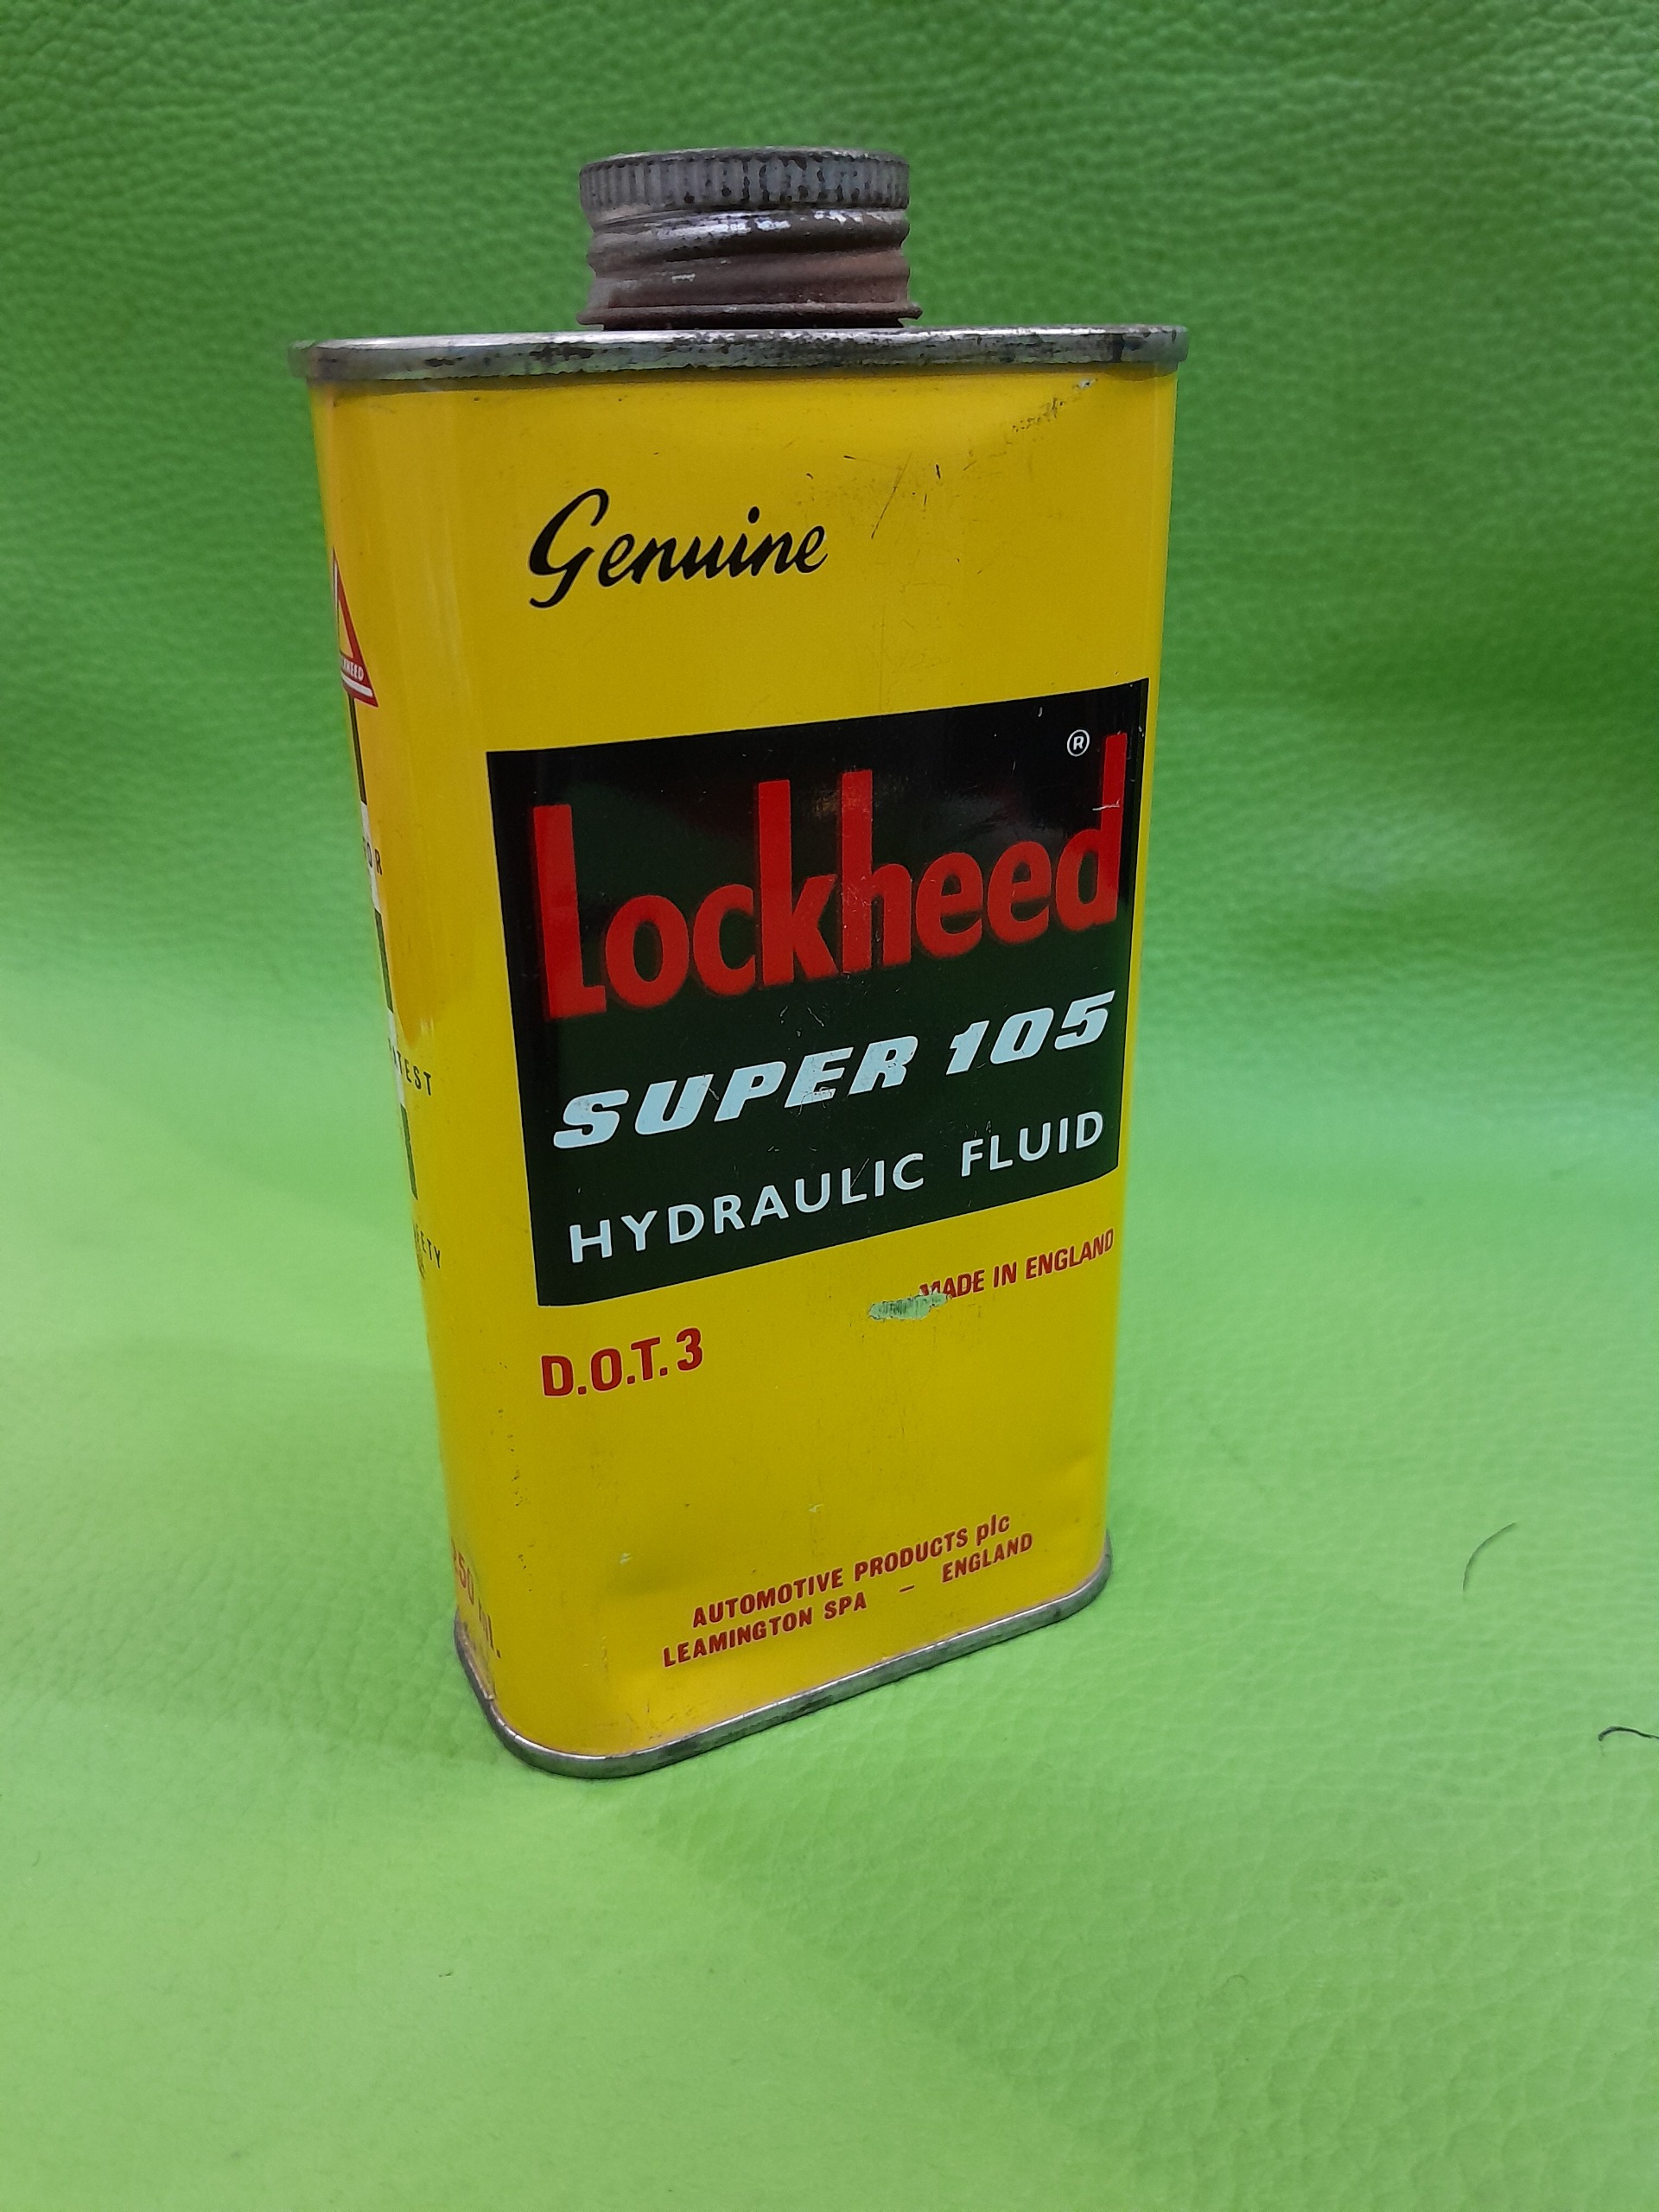 Genuine
Lockheed®
SUPER 105
HYDRAULIC FLUID
MADE IN ENGLAND
D.O.T. 3
AUTOMOTIVE PRODUCTS plc
LEAMINGTON SPA – ENGLAND